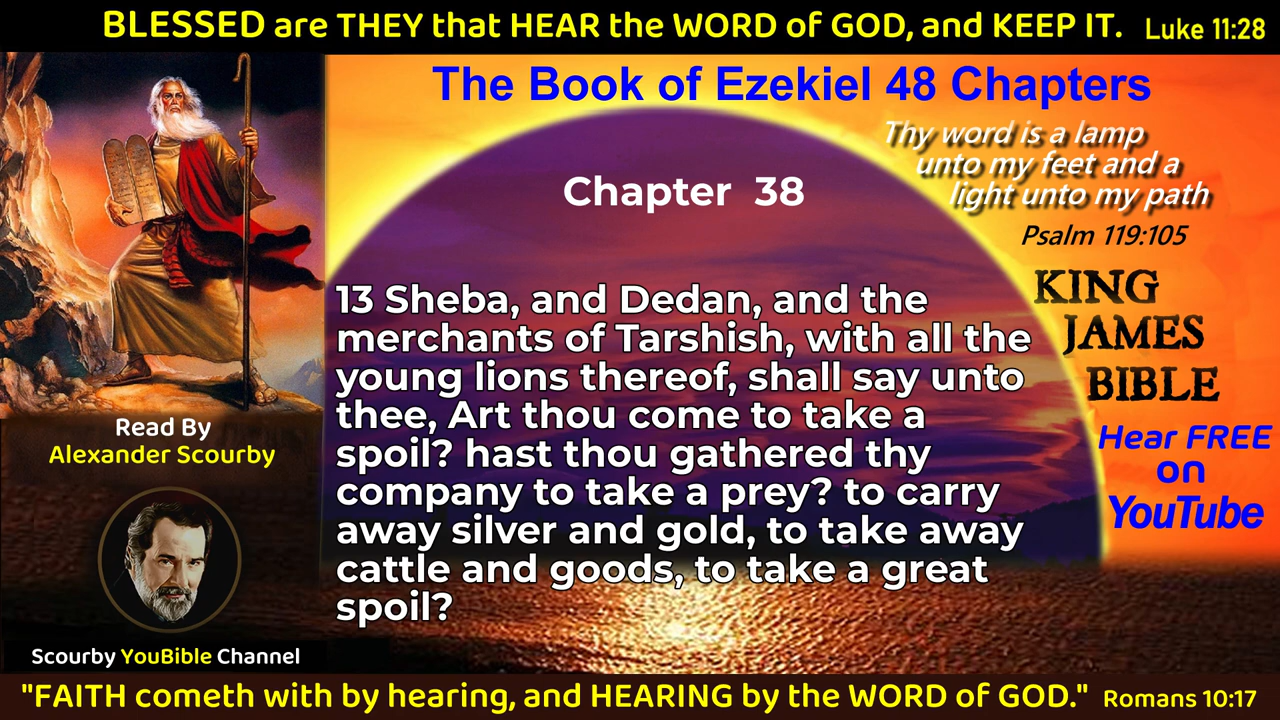 BLESSED are THEY that HEAR the WORD of GOD, and KEEP IT. Luke 11:28
The Book of Ezekiel 48 Chapters
Thy word is a lamp
unto my feet and a
light unto my path
Psalm 119:105
Chapter 38
13 Sheba, and Dedan, and the
merchants of Tarshish, with all the
young lions thereof, shall say unto
thee, Art thou come to take a
spoil? hast thou gathered thy
company to take a prey? to carry
away silver and gold, to take away
cattle and goods, to take a great
spoil?
KING
JAMES
BIBLE
Hear FREE
on
YouTube
Read By
Alexander Scourby
Scourby YouBible Channel
"FAITH cometh with by hearing, and HEARING by the WORD of GOD." Romans 10:17